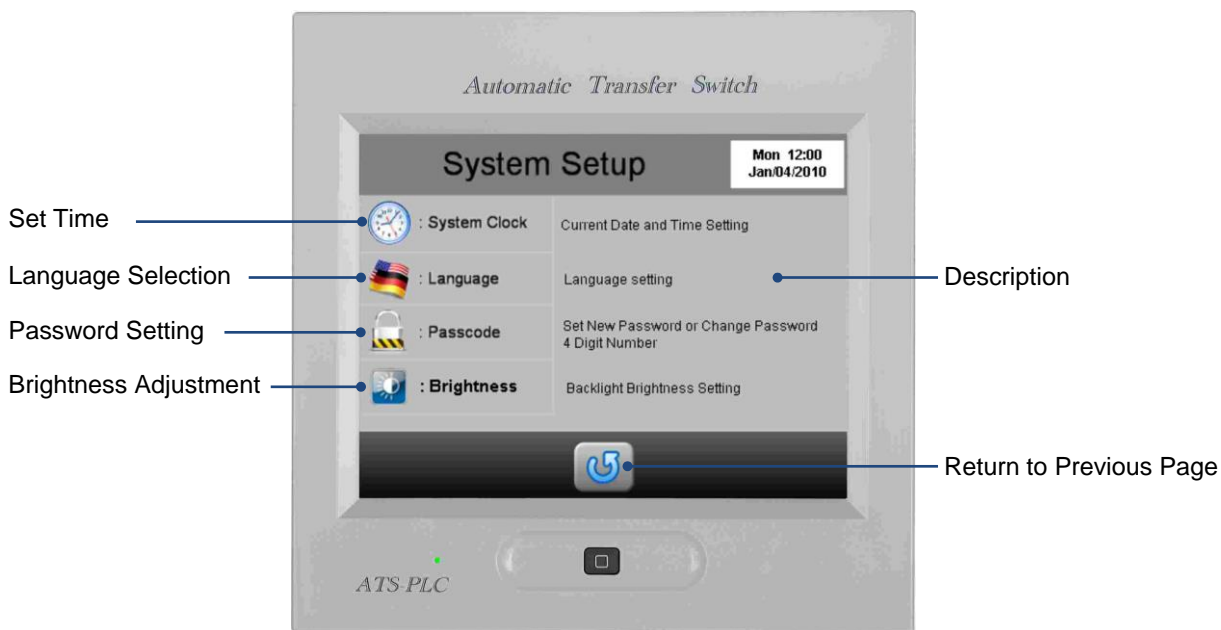 Automatic Transfer Switch
System Setup
Mon 12:00
Jan/04/2010
Set Time
: System Clock
Current Date and Time Setting
Language Selection
: Language
Language setting
Description
Password Setting
: Passcode
Set New Password or Change Password
4 Digit Number
Brightness Adjustment
: Brightness
Backlight Brightness Setting
Return to Previous Page
ATS-PLC